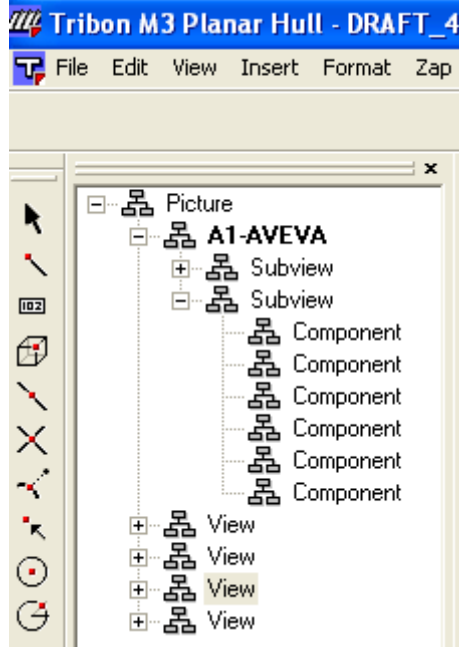 Tribon M3 Planar Hull - DRAFT_4
File Edit View Insert Format Zap
Picture
A1-AVEVA
Subview
Subview
Component
Component
Component
Component
Component
Component
View
View
View
View
102